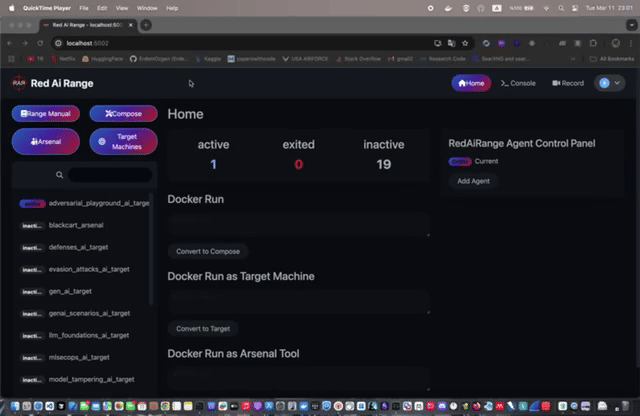 QuickTime Player File Edit View Window Help
Tue Mar 11 23:01
Red Ai Range - localhost:5002
localhost:5002
TR Netflix HuggingFace Kaggle paperswithcode USA AIRFORCE Stack Overflow Research Code All Bookmarks
RAR Red Ai Range Home Console Record
Range Manual Compose
Arsenal Target Machines
Home
active exited inactive
1 0 19
RedAiRange Agent Control Panel
Current
Add Agent
Docker Run
Convert to Compose
Docker Run as Target Machine
Convert to Target
Docker Run as Arsenal Tool
active adversarial_playground_ai_targe
inacti... blackcart_arsenal
inacti... defenses_ai_target
inacti... evasion_attacks_ai_target
inacti... gen_ai_target
inacti... genai_scenarios_ai_target
inacti... llm_foundations_ai_target
inacti... mlsecops_ai_target
inacti... model_tampering_ai_target